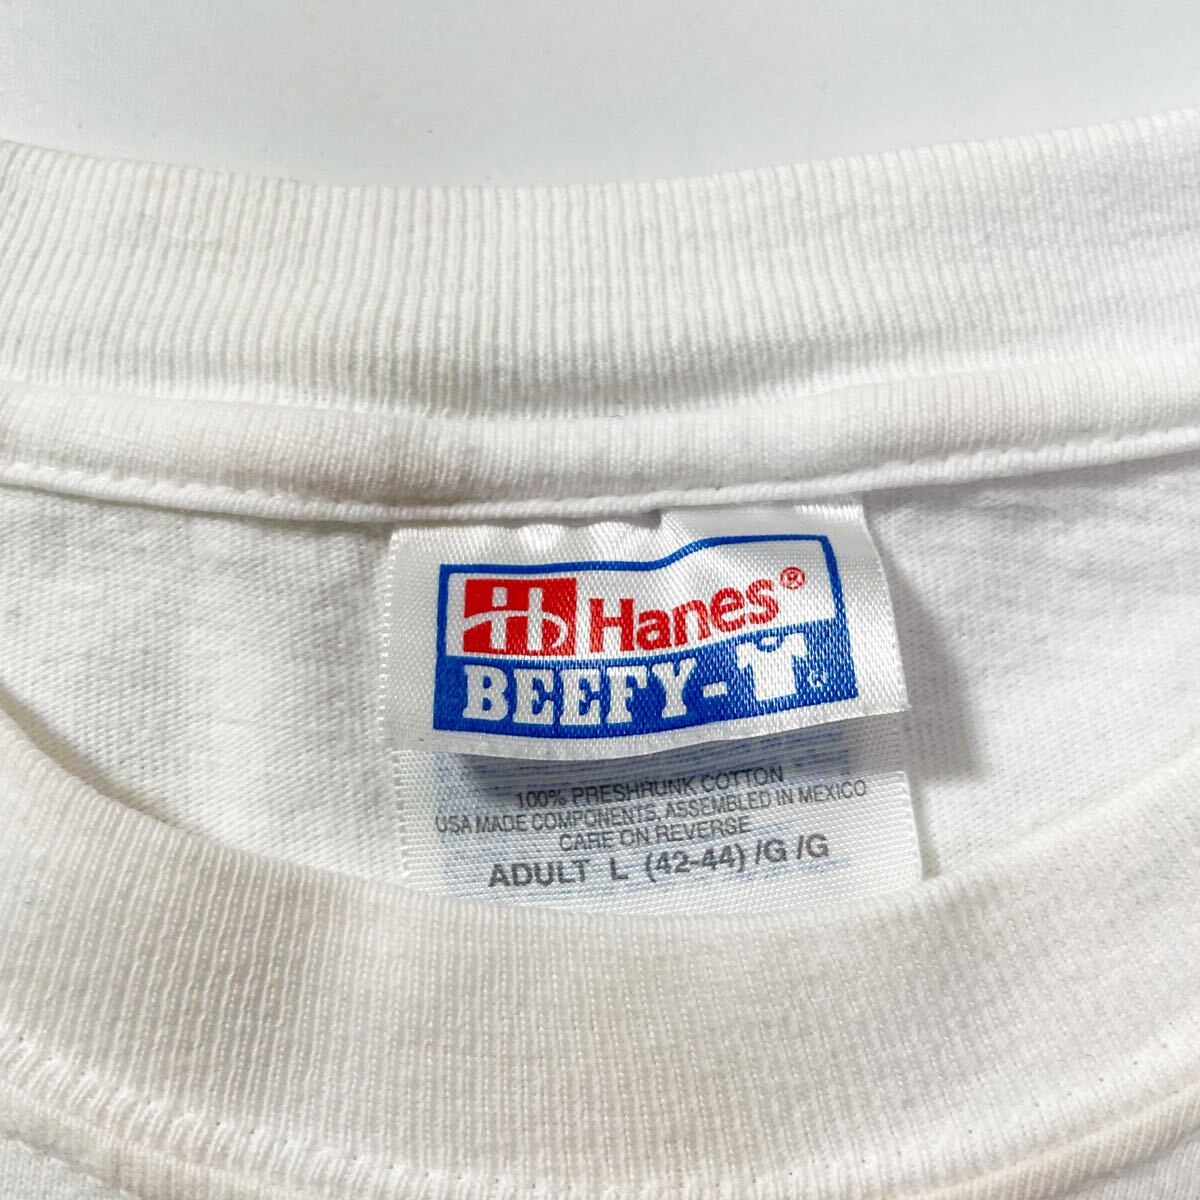 Hanes®
BEEFY-
100% PRESHRUNK COTTON
USA MADE COMPONENTS, ASSEMBLED IN MEXICO
CARE ON REVERSE
ADULT L (42-44) /G /G